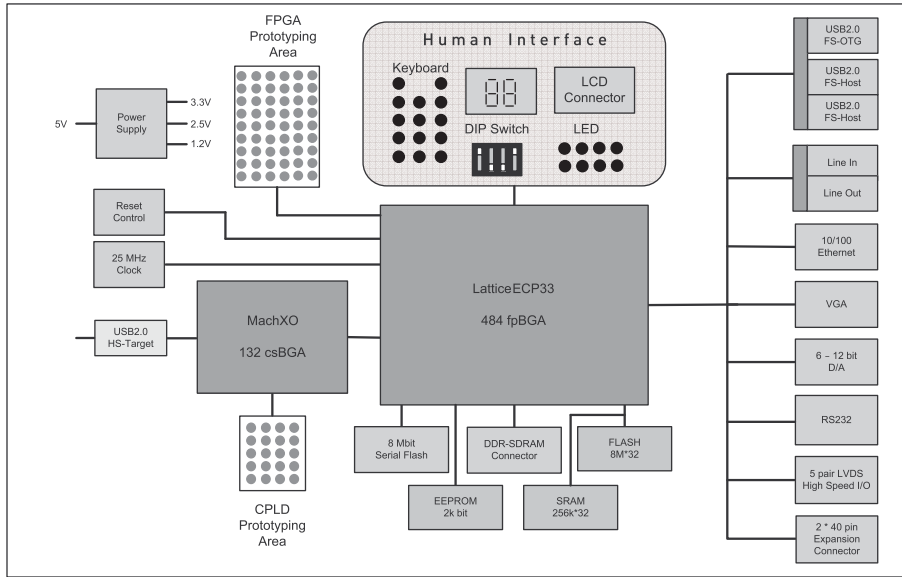 FPGA
Prototyping
Area
Human Interface
Keyboard
LCD
Connector
DIP Switch
LED
5V
Power
Supply
3.3V
2.5V
1.2V
Reset
Control
25 MHz
Clock
USB2.0
HS-Target
MachXO
132 csBGA
CPLD
Prototyping
Area
LatticeECP33
484 fpBGA
8 Mbit
Serial Flash
EEPROM
2k bit
DDR-SDRAM
Connector
SRAM
256k*32
FLASH
8M*32
USB2.0
FS-OTG
USB2.0
FS-Host
USB2.0
FS-Host
Line In
Line Out
10/100
Ethernet
VGA
6 – 12 bit
D/A
RS232
5 pair LVDS
High Speed I/O
2 * 40 pin
Expansion
Connector